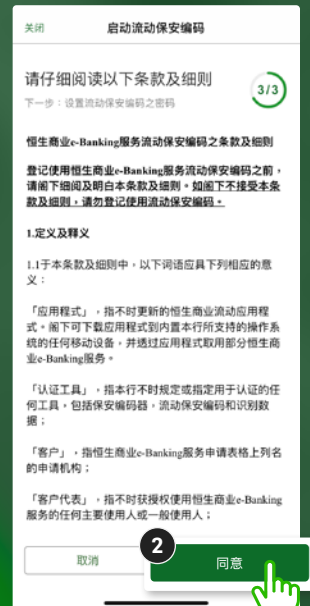 关闭
启动流动保安编码
请仔细阅读以下条款及细则
3/3
下一步：设置流动保安编码之密码
恒生商业e-Banking服务流动保安编码之条款及细则
登记使用恒生商业e-Banking服务流动保安编码之前，
请阁下细阅及明白本条款及细则。如阁下不接受本条
款及细则，请勿登记使用流动保安编码。
1.定义及释义
1.1于本条款及细则中，以下词语应具下列相应的意
义：
「应用程式」，指不时更新的恒生商业流动应用程
式。阁下可下载应用程式到内置本行所支持的操作系
统的任何移动设备，并透过应用程式取用部分恒生商
业e-Banking服务。
「认证工具」，指本行不时规定或指定用于认证的任
何工具，包括保安编码器，流动保安编码和识别数
据；
「客户」，指恒生商业e-Banking服务申请表格上列名
的申请机构；
「客户代表」，指不时获授权使用恒生商业e-Banking
服务的任何主要使用人或一般使用人；
取消
2
同意